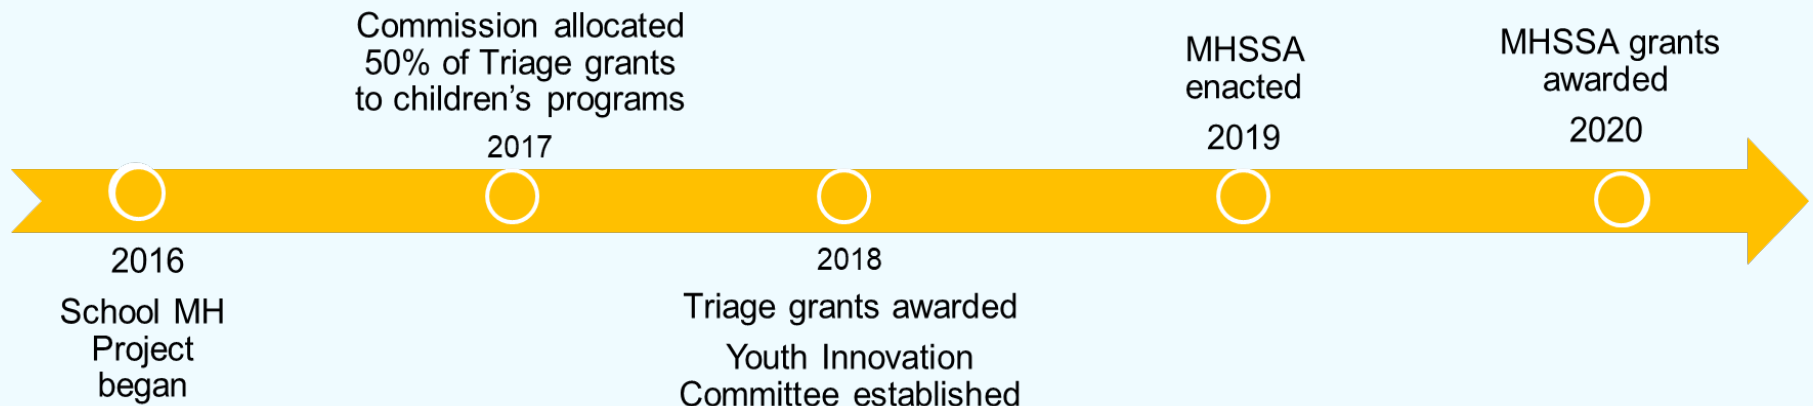 2016
School MH
Project
began
Commission allocated
50% of Triage grants
to children's programs
2017
2018
Triage grants awarded
Youth Innovation
Committee established
MHSSA
enacted
2019
MHSSA grants
awarded
2020